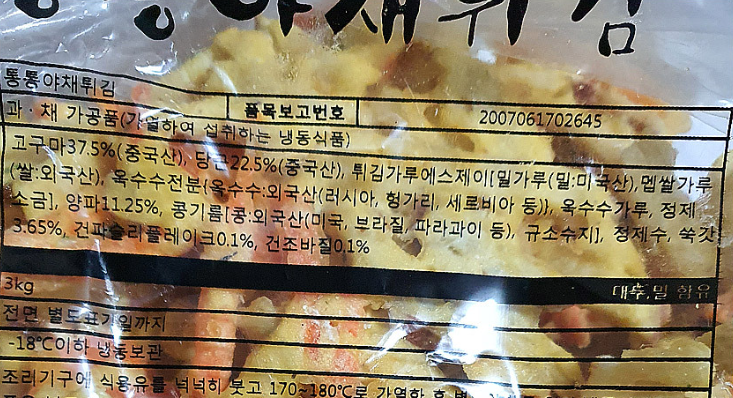 통통야채튀김
통통야채튀김
과·채 가공품(가열하여 섭취하는 냉동식품) 품목보고번호 2007061702645
고구마37.5%(중국산), 당근22.5%(중국산), 튀김가루에스제이[밀가루(밀:미국산),멥쌀가루
(쌀:외국산), 옥수수전분{옥수수:외국산(러시아, 헝가리, 세르비아 등)}, 옥수수가루, 정제
소금], 양파11.25%, 콩기름[콩:외국산(미국, 브라질, 파라과이 등), 규소수지], 정제수, 쑥갓
3.65%, 건파슬리플레이크0.1%, 건조바질0.1%
대두,밀 함유
3kg
전면 별도표기일까지
-18℃이하 냉동보관
조리기구에 식용유를 넉넉히 붓고 170~180℃로 가열한 후